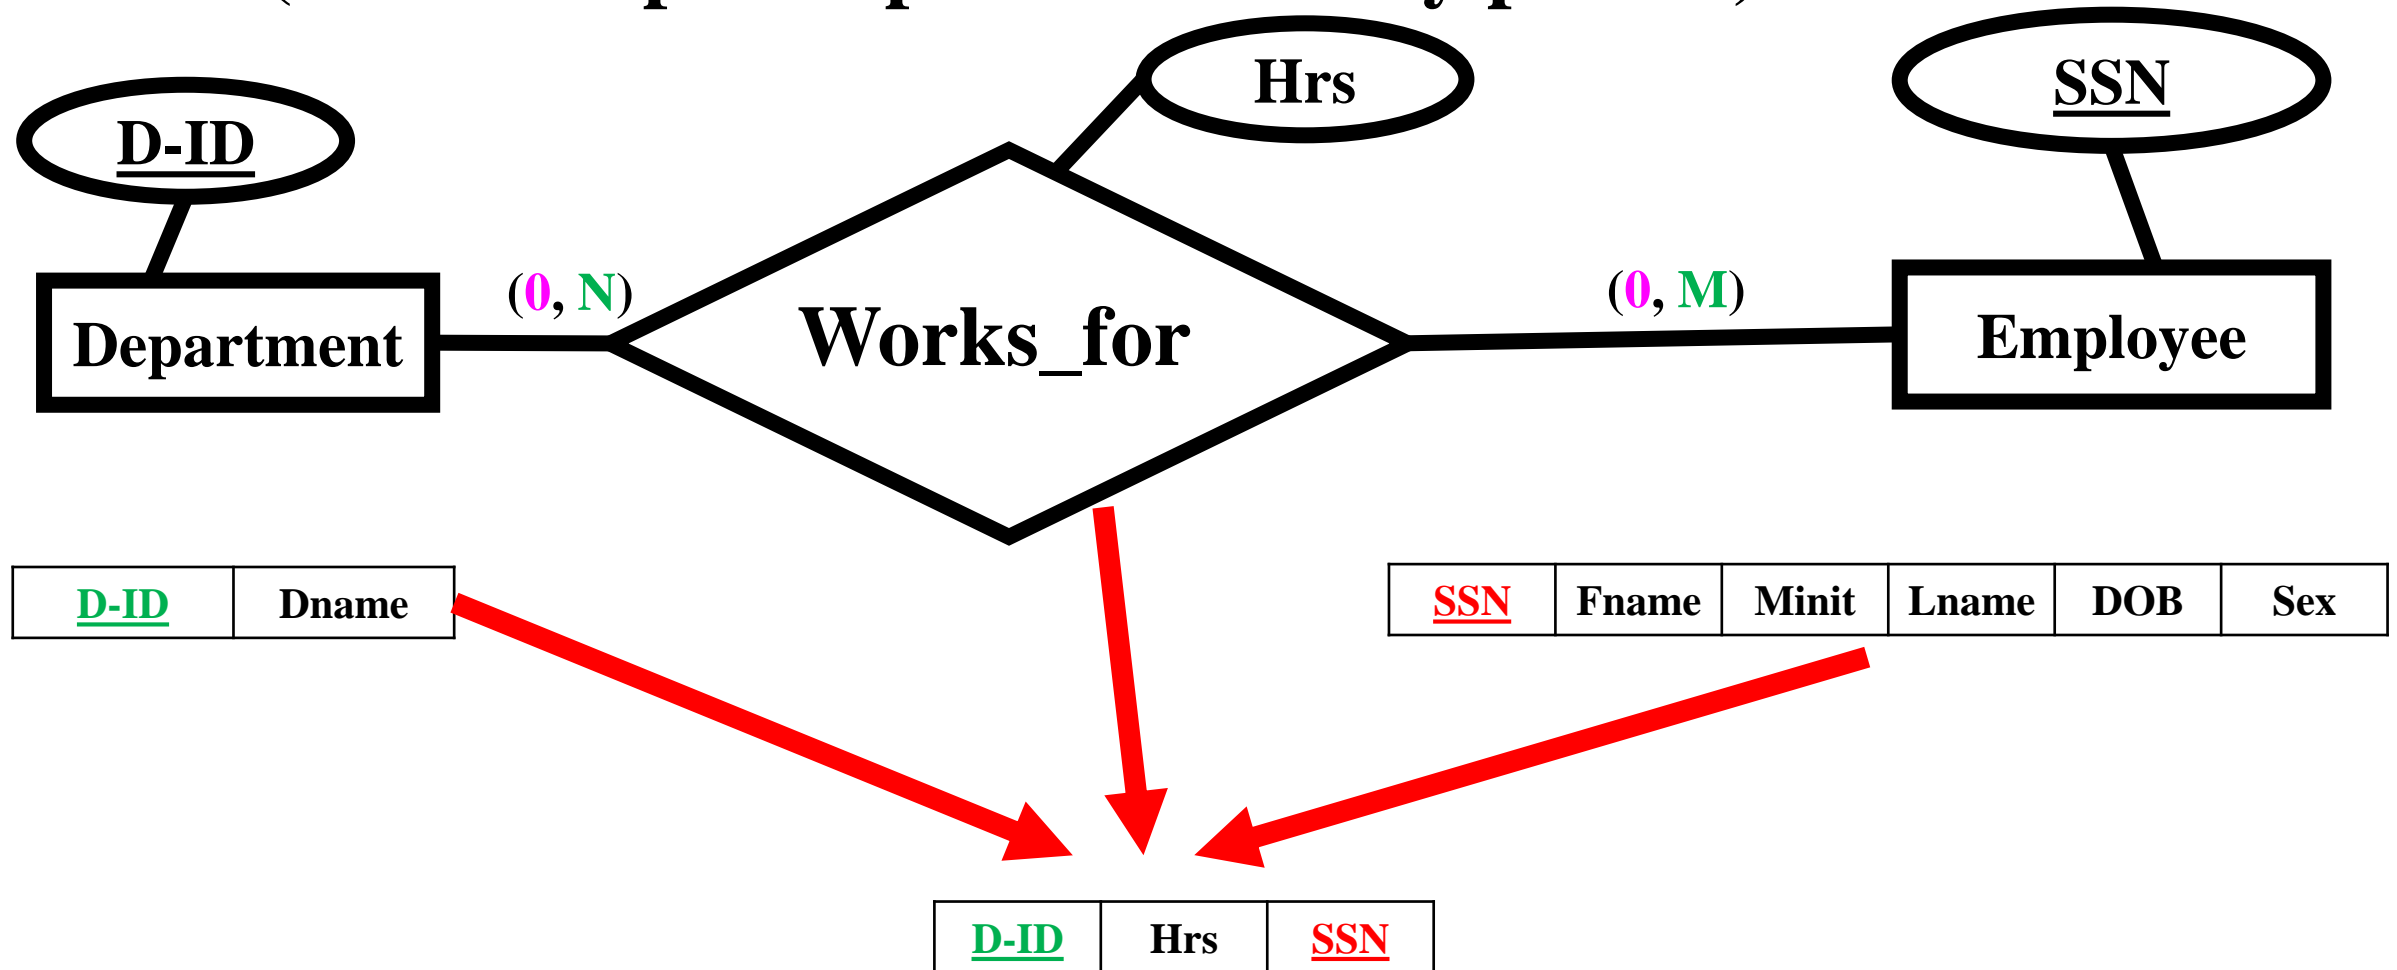 Hrs
SSN
D-ID
(0, N)
(0, M)
Works_for
Department
Employee
D-ID Dname
SSN Fname Minit Lname DOB Sex
D-ID Hrs SSN